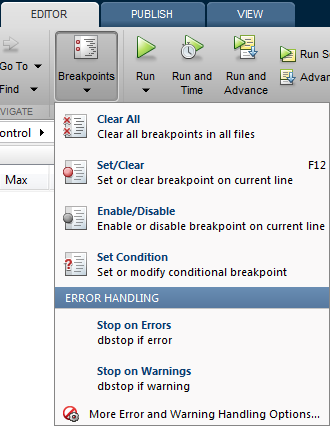 EDITOR PUBLISH VIEW
Go To
Find
Breakpoints
Run
Run and
Time
Run and
Advance
Run Se
Advan
VIGATE
ontrol
Max
Clear All
Clear all breakpoints in all files
Set/Clear F12
Set or clear breakpoint on current line
Enable/Disable
Enable or disable breakpoint on current line
Set Condition
Set or modify conditional breakpoint
ERROR HANDLING
Stop on Errors
dbstop if error
Stop on Warnings
dbstop if warning
More Error and Warning Handling Options...